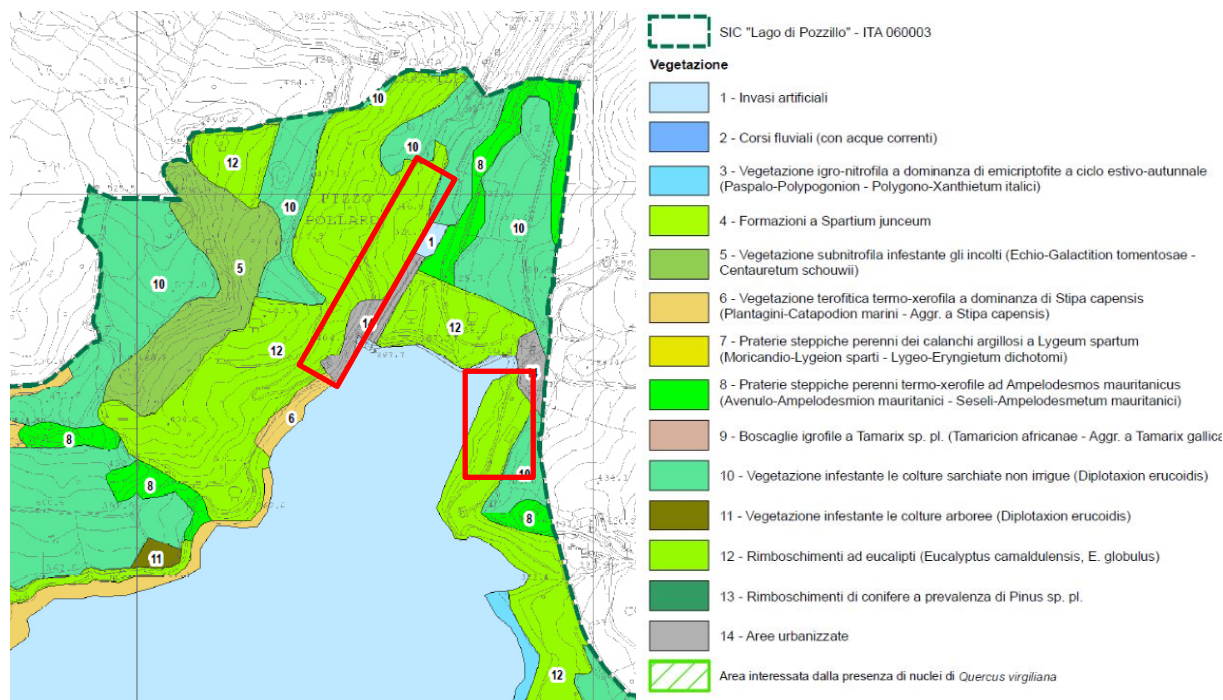 10
12
8
PIZZO
POLLARD
10
10
1
10
5
10
14
12
12
6
8
10
8
8
11
12
SIC "Lago di Pozzillo" - ITA 060003
Vegetazione
1 - Invasi artificiali
2 - Corsi fluviali (con acque correnti)
3 - Vegetazione igro-nitrofila a dominanza di emicriptofite a ciclo estivo-autunnale
(Paspalo-Polypogonion - Polygono-Xanthietum italici)
4 - Formazioni a Spartium junceum
5 - Vegetazione subnitrofila infestante gli incolti (Echio-Galactition tomentosae -
Centauretum schouwii)
6 - Vegetazione terofitica termo-xerofila a dominanza di Stipa capensis
(Plantagini-Catapodion marini - Aggr. a Stipa capensis)
7 - Praterie steppiche perenni dei calanchi argillosi a Lygeum spartum
(Moricandio-Lygeion sparti - Lygeo-Eryngietum dichotomi)
8 - Praterie steppiche perenni termo-xerofile ad Ampelodesmos mauritanicus
(Avenulo-Ampelodesmion mauritanici - Seseli-Ampelodesmetum mauritanici)
9 - Boscaglie igrofile a Tamarix sp. pl. (Tamaricion africanae - Aggr. a Tamarix gallica
10 - Vegetazione infestante le colture sarchiate non irrigue (Diplotaxion erucoidis)
11 - Vegetazione infestante le colture arboree (Diplotaxion erucoidis)
12 - Rimboschimenti ad eucalipti (Eucalyptus camaldulensis, E. globulus)
13 - Rimboschimenti di conifere a prevalenza di Pinus sp. pl.
14 - Aree urbanizzate
Area interessata dalla presenza di nuclei di Quercus virgiliana